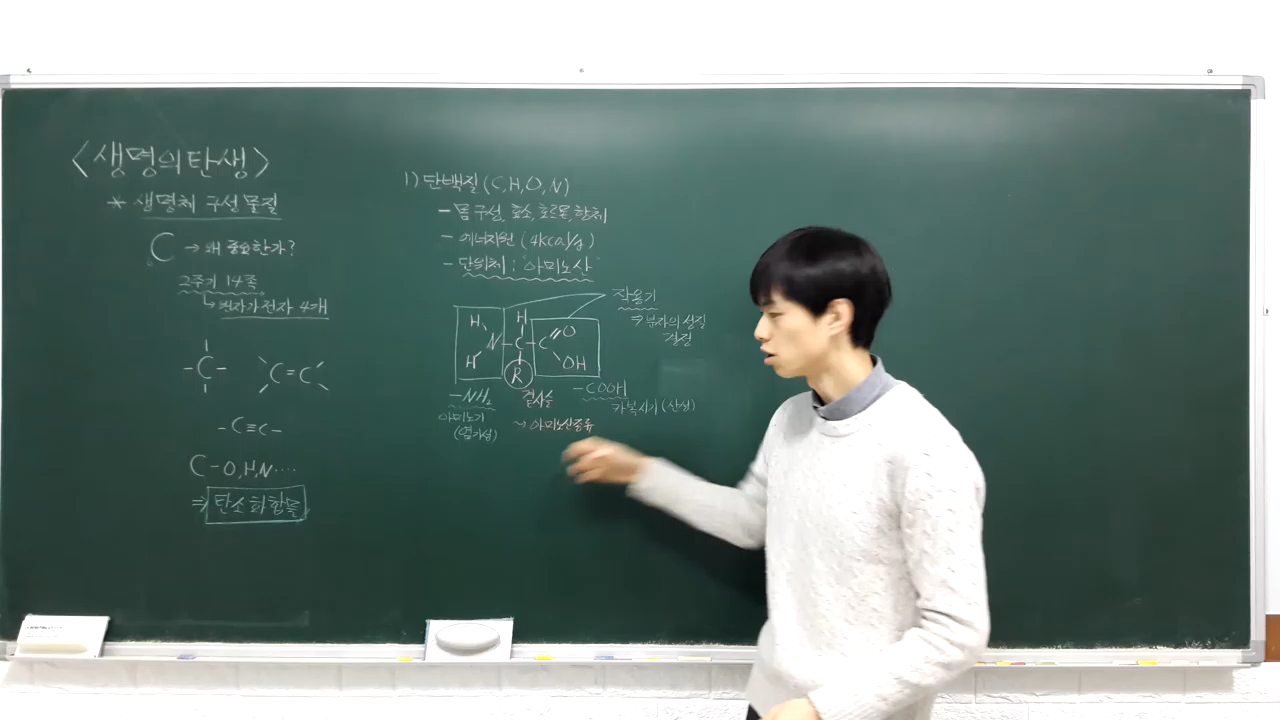 <생명의 탄생>
* 생명체 구성 물질
C → 왜 중요한가?
2주기 14족
↳ 원자가 전자 4개
-C-
C=C
-C≡C-
C-O,H,N....
⇒ 탄소 화합물
1) 단백질 (C,H,O,N)
- 몸 구성, 효소, 호르몬, 항체
- 에너지원 (4kcal/g)
- 단위체 : 아미노산
작용기
⇒ 분자의 성질
결정
H H O
N-C-C
H R OH
-NH₂ 곁사슬 -COOH
아미노기 ~> 아미노산 종류 카복시기 (산성)
(염기성)